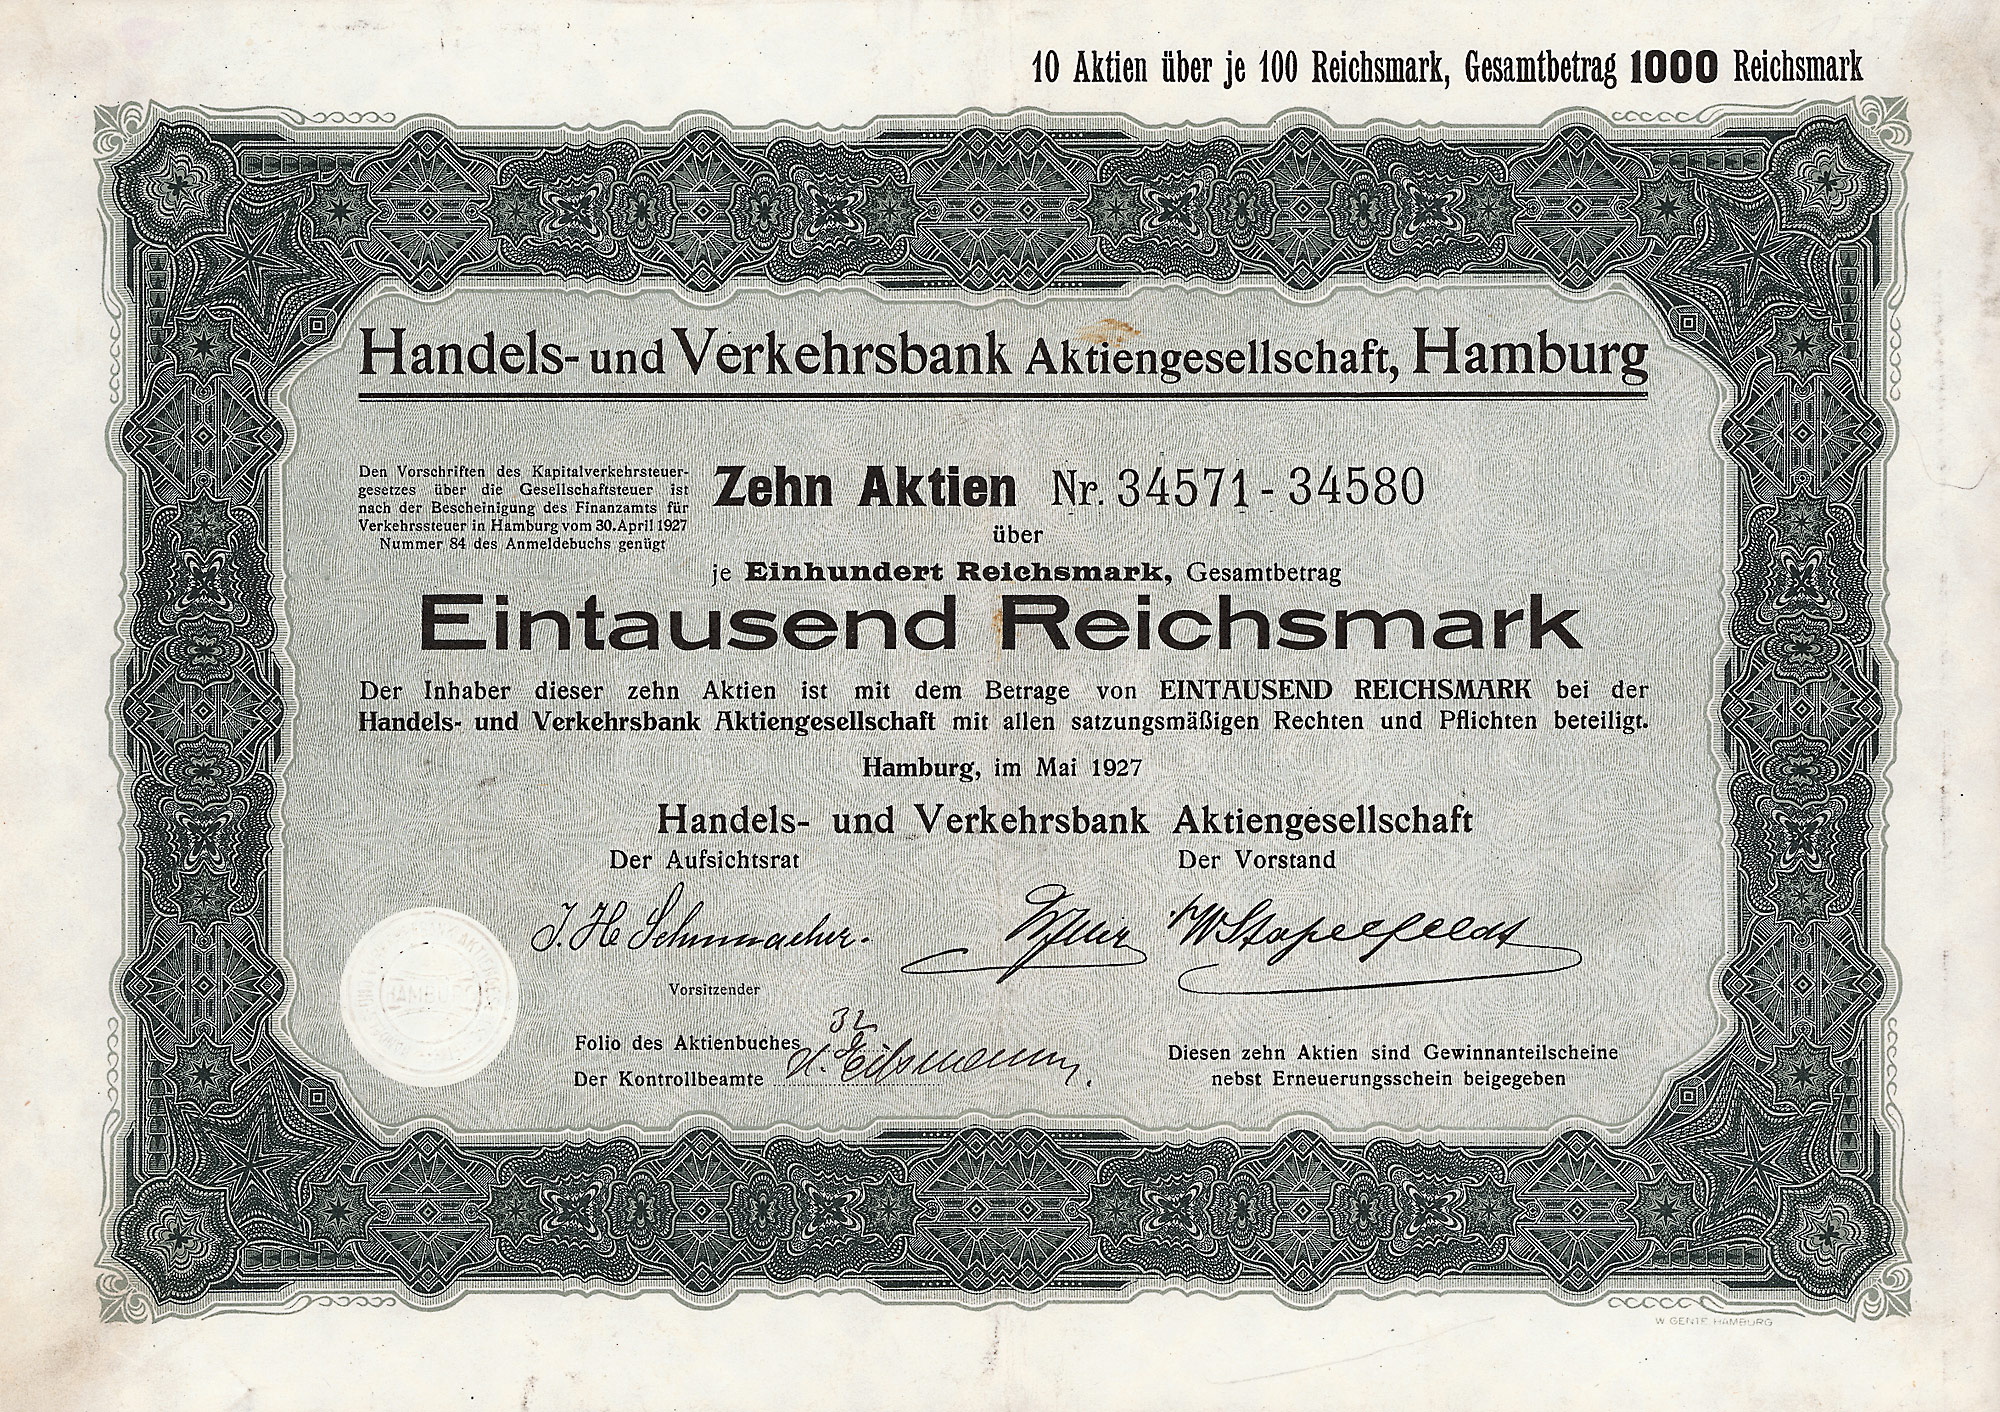 10 Aktien über je 100 Reichsmark, Gesamtbetrag 1000 Reichsmark
Handels- und Verkehrsbank Aktiengesellschaft, Hamburg
Den Vorschriften des Kapitalverkehrsteuer-
gesetzes über die Gesellschaftsteuer ist
nach der Bescheinigung des Finanzamts für
Verkehrssteuer in Hamburg vom 30. April 1927
Nummer 84 des Anmeldebuchs genügt
Zehn Aktien Nr. 34571 - 34580
über
je Einhundert Reichsmark, Gesamtbetrag
Eintausend Reichsmark
Der Inhaber dieser zehn Aktien ist mit dem Betrage von EINTAUSEND REICHSMARK bei der
Handels- und Verkehrsbank Aktiengesellschaft mit allen satzungsmäßigen Rechten und Pflichten beteiligt.
Hamburg, im Mai 1927
Handels- und Verkehrsbank Aktiengesellschaft
Der Aufsichtsrat
Der Vorstand
J. H. Schumacher.
W Stapelfeldt
Vorsitzender
HAMBURG
32
Folio des Aktienbuches
Der Kontrollbeamte
Diesen zehn Aktien sind Gewinnanteilscheine
nebst Erneuerungsschein beigegeben
W GENTE HAMBURG